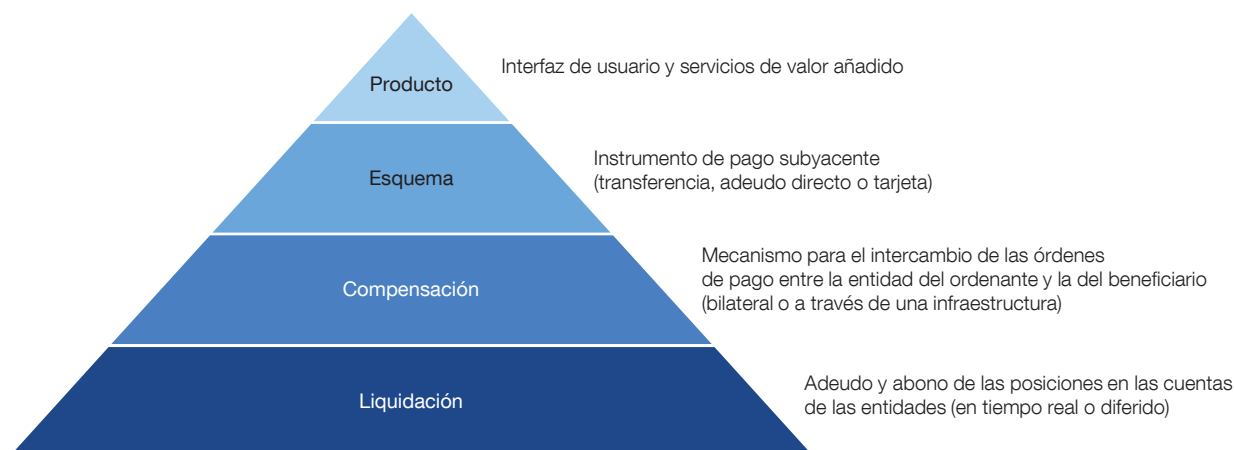 Producto
Interfaz de usuario y servicios de valor añadido
Esquema
Instrumento de pago subyacente
(transferencia, adeudo directo o tarjeta)
Compensación
Mecanismo para el intercambio de las órdenes
de pago entre la entidad del ordenante y la del beneficiario
(bilateral o a través de una infraestructura)
Liquidación
Adeudo y abono de las posiciones en las cuentas
de las entidades (en tiempo real o diferido)